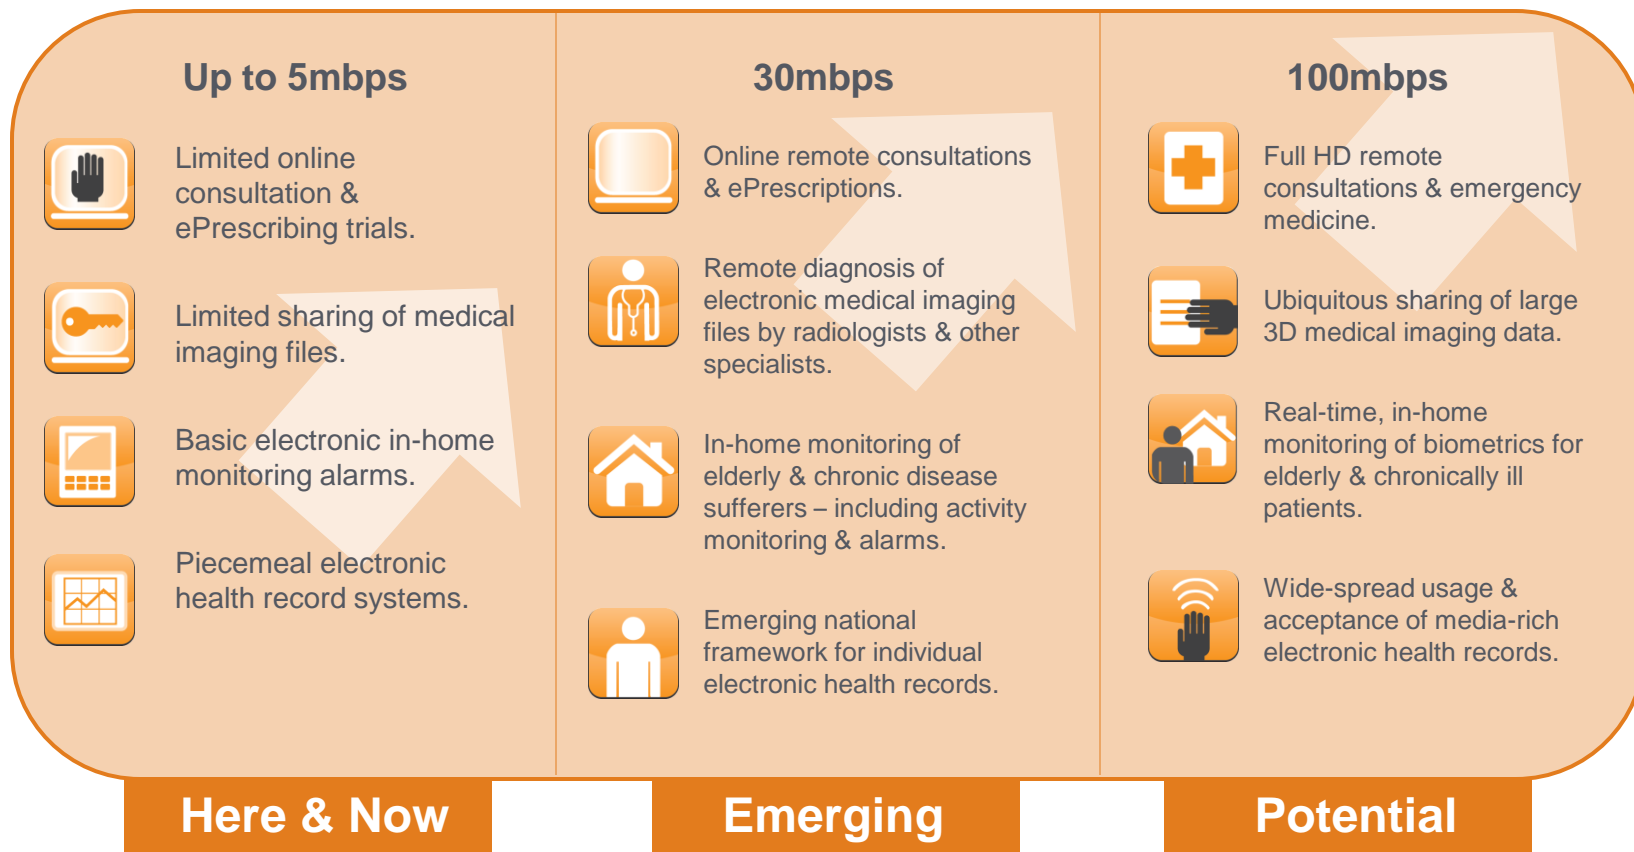 Up to 5mbps
Limited online
consultation &
ePrescribing trials.
Limited sharing of medical
imaging files.
Basic electronic in-home
monitoring alarms.
Piecemeal electronic
health record systems.
Here & Now
30mbps
Online remote consultations
& ePrescriptions.
Remote diagnosis of
electronic medical imaging
files by radiologists & other
specialists.
In-home monitoring of
elderly & chronic disease
sufferers – including activity
monitoring & alarms.
Emerging national
framework for individual
electronic health records.
Emerging
100mbps
Full HD remote
consultations & emergency
medicine.
Ubiquitous sharing of large
3D medical imaging data.
Real-time, in-home
monitoring of biometrics for
elderly & chronically ill
patients.
Wide-spread usage &
acceptance of media-rich
electronic health records.
Potential